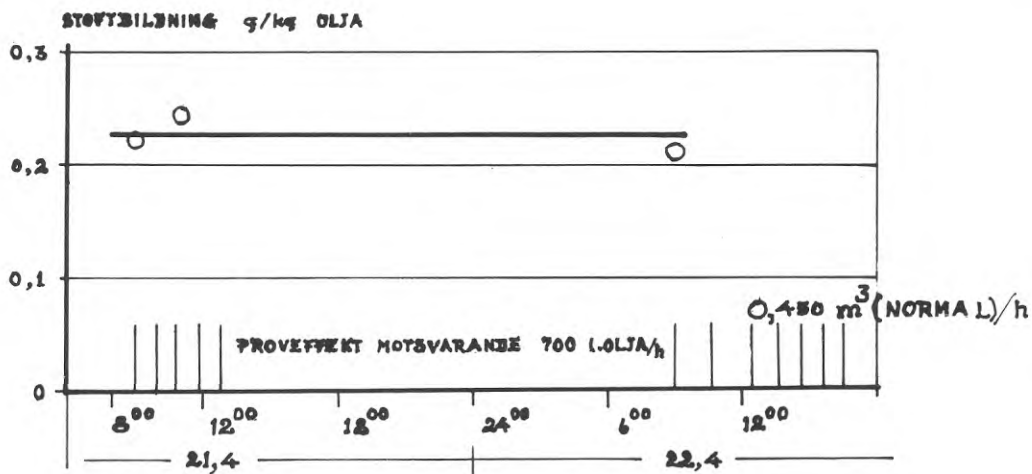 STOFTBILDNING g/kg OLJA
0,3
0,2
0,1
0,450 m³ (NORMAL)/h
PROVEFFEKT MOTSVARANDE 700 l.OLJA/h
0
8⁰⁰ 12⁰⁰ 18⁰⁰ 24⁰⁰ 6⁰⁰ 12⁰⁰
21,4 22,4